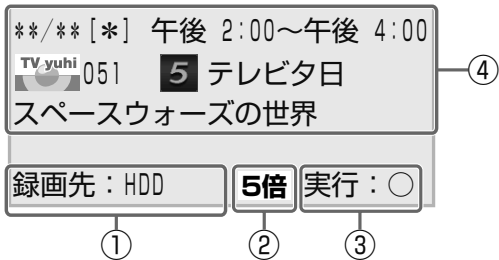 **/**[*] 午後 2:00～午後 4:00
TV yuhi 051 5 テレビタ日
スペースウォーズの世界
④
録画先：HDD 5倍 実行：○
① ② ③